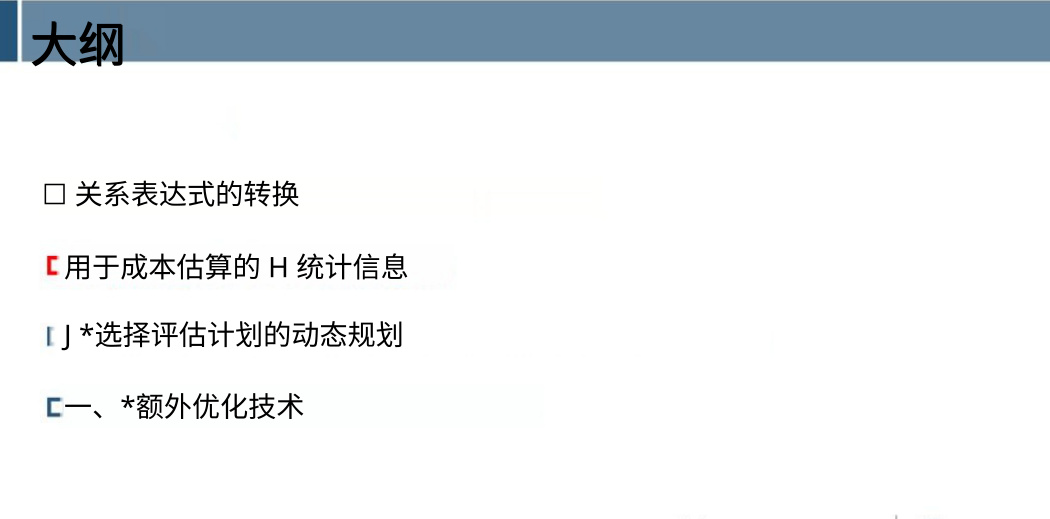 大纲
☐ 关系表达式的转换
用于成本估算的 H 统计信息
J *选择评估计划的动态规划
一、*额外优化技术